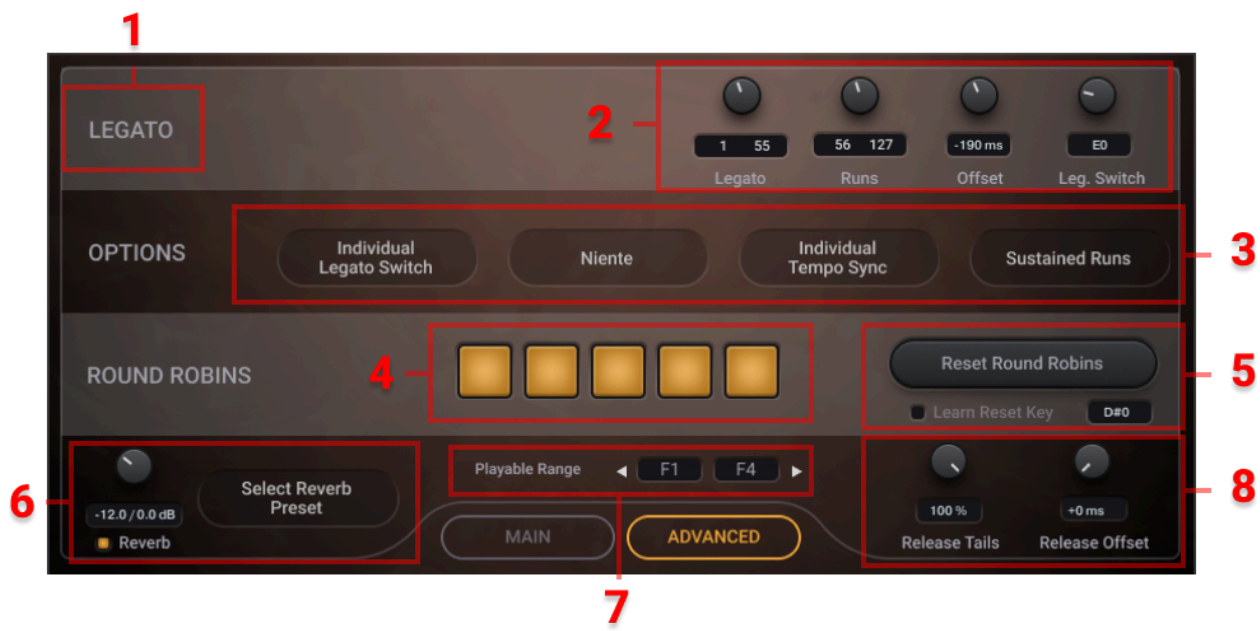 1
LEGATO
2
1 55
56 127
-190 ms
E0
Legato
Runs
Offset
Leg. Switch
OPTIONS
Individual
Legato Switch
Niente
Individual
Tempo Sync
Sustained Runs
3
ROUND ROBINS
4
Reset Round Robins
Learn Reset Key
D#0
5
6
-12.0/0.0 dB
Reverb
Select Reverb
Preset
Playable Range
F1
F4
MAIN
ADVANCED
7
100 %
+0 ms
Release Tails
Release Offset
8